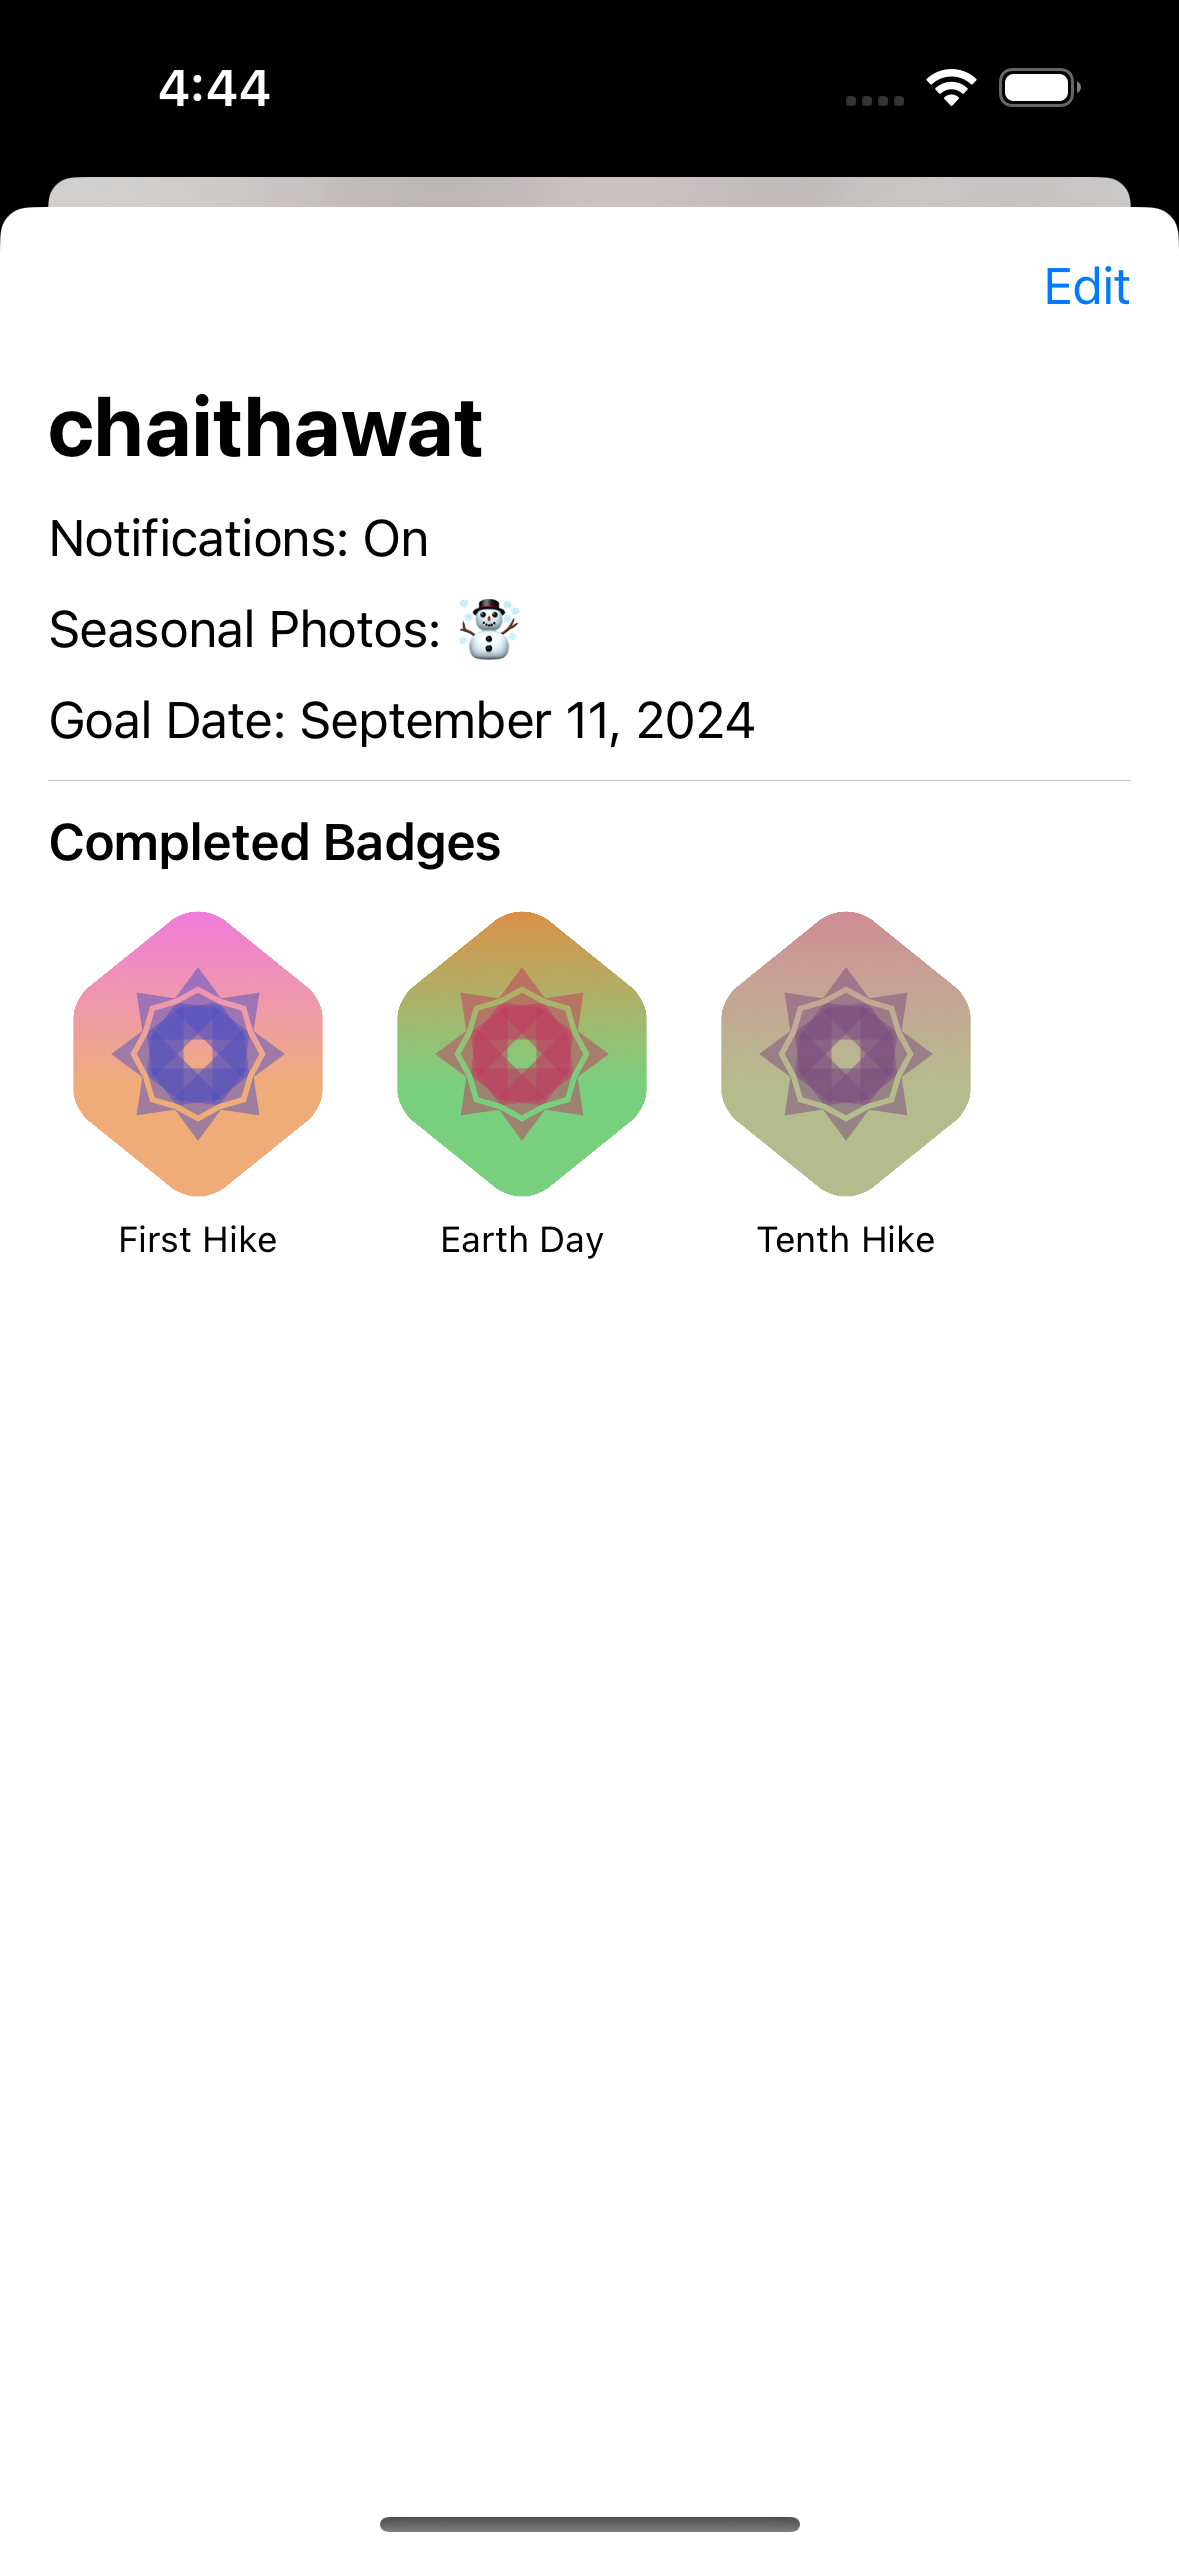 4:44
Edit
chaithawat
Notifications: On
Seasonal Photos: ☃️
Goal Date: September 11, 2024
Completed Badges
First Hike
Earth Day
Tenth Hike